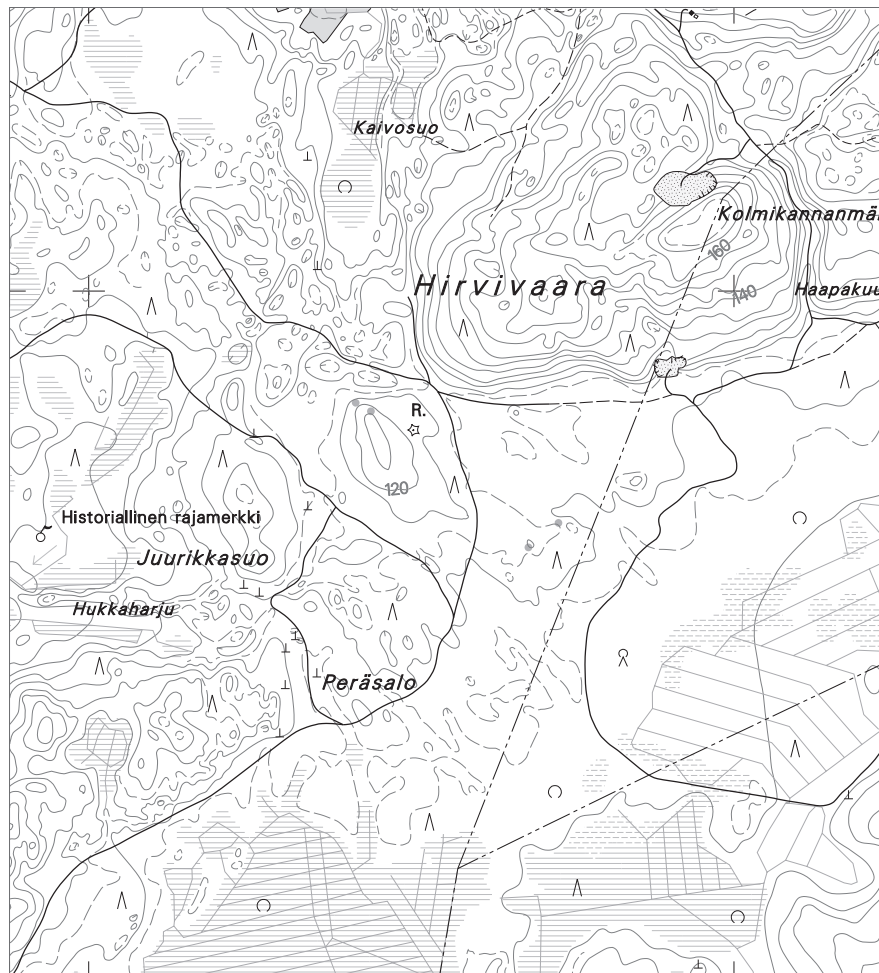 Kaivosuo
Kolmikannanmä
160
Hirvivaara
140
Haapakuu
R.
120
Historiallinen rajamerkki
Juurikkasuo
Hukkaharju
Peräsalo